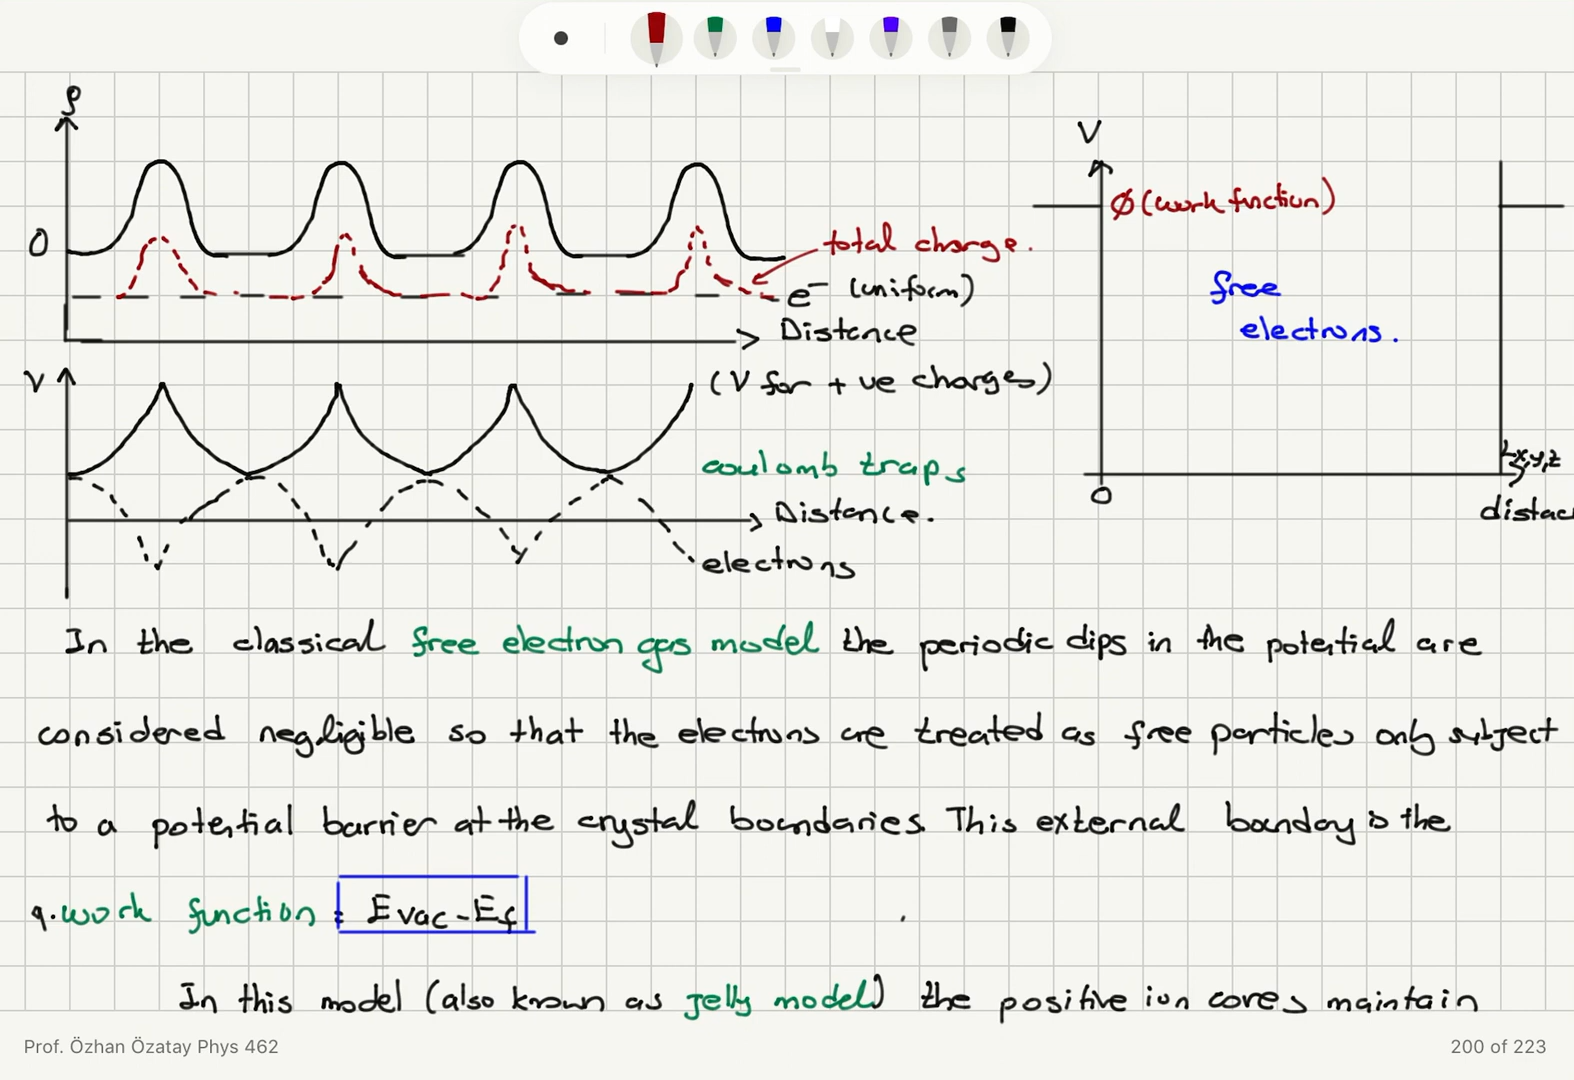 ρ
0
total charge.
e⁻ (uniform)
Distance
V
(V for +ve charges)
coulomb traps
Distance.
electrons
V
Ø (work function)
free
electrons.
Lx,y,z
0
In the classical free electron gas model the periodic dips in the potential are
considered negligible so that the electrons are treated as free particles only subject
to a potential barrier at the crystal boundaries. This external boundary is the
q. work function = Evac - Ef
In this model (also known as jelly model) the positive ion cores maintain
Prof. Özhan Özatay Phys 462
200 of 223